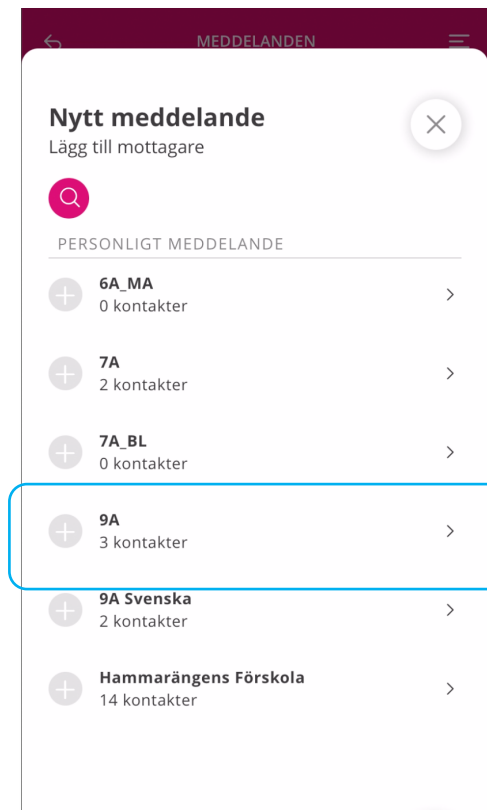 MEDDELANDEN
Nytt meddelande
Lägg till mottagare
PERSONLIGT MEDDELANDE
6A_MA
0 kontakter
7A
2 kontakter
7A_BL
0 kontakter
9A
3 kontakter
9A Svenska
2 kontakter
Hammarängens Förskola
14 kontakter